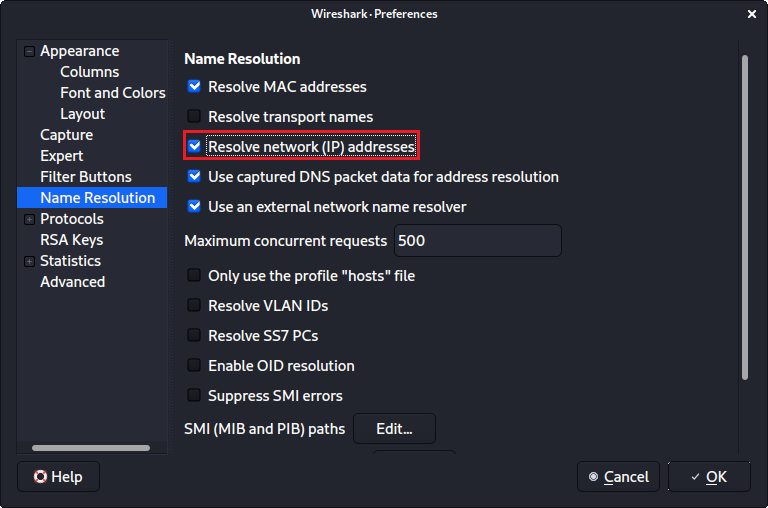 Wireshark · Preferences
Appearance
Columns
Font and Colors
Layout
Capture
Expert
Filter Buttons
Name Resolution
Protocols
RSA Keys
Statistics
Advanced
Name Resolution
Resolve MAC addresses
Resolve transport names
Resolve network (IP) addresses
Use captured DNS packet data for address resolution
Use an external network name resolver
Maximum concurrent requests 500
Only use the profile "hosts" file
Resolve VLAN IDs
Resolve SS7 PCs
Enable OID resolution
Suppress SMI errors
SMI (MIB and PIB) paths Edit...
Help
Cancel
OK